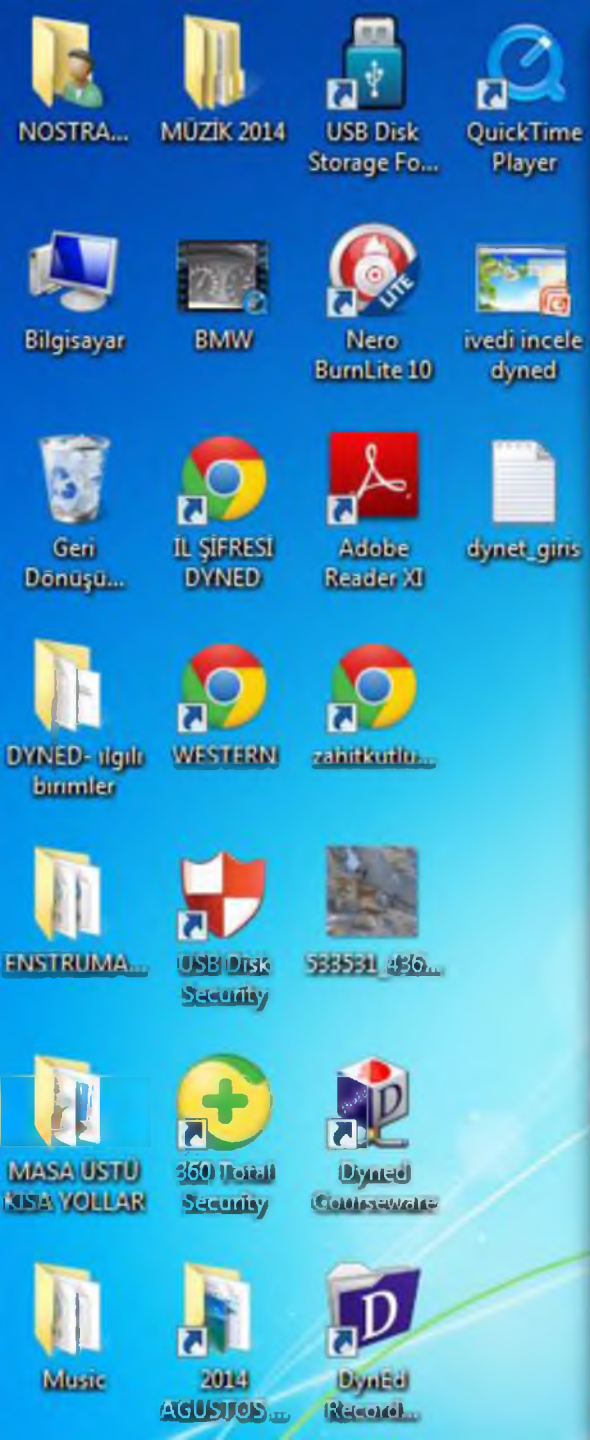 NOSTRA...
MÜZİK 2014
USB Disk
Storage Fo...
QuickTime
Player
Bilgisayar
BMW
LITE
Nero
BurnLite 10
ivedi incele
dyned
Geri
Dönüşü...
İL ŞİFRESİ
DYNED
Adobe
Reader XI
dynet_giris
DYNED- ilgili
birimler
WESTERN
zahitkutlu...
ENSTRUMA...
USB Disk
Security
533531_436...
MASA ÜSTÜ
KISA YOLLAR
360 Total
Security
D
Dyned
Courseware
Music
2014
AGUSTOS ...
D
DynEd
Record...